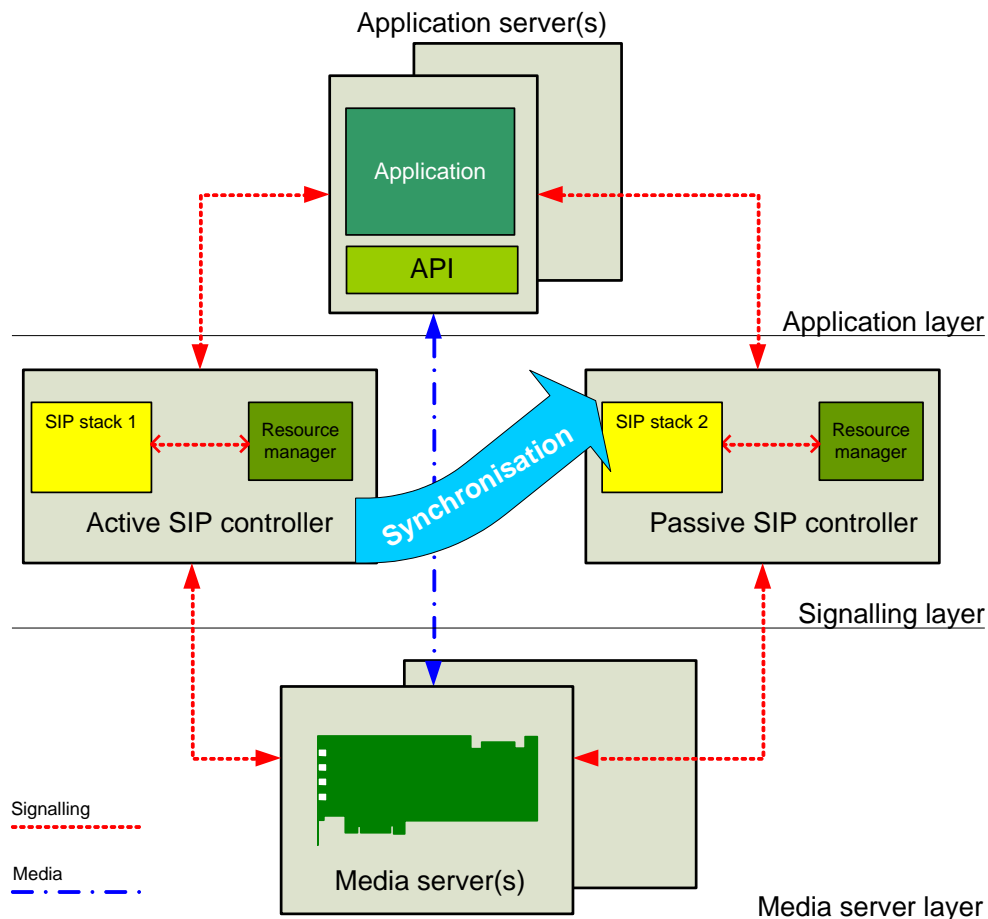 Application server(s)
Application
API
Application layer
SIP stack 1
Resource
manager
Active SIP controller
Synchronisation
SIP stack 2
Resource
manager
Passive SIP controller
Signalling layer
Media server(s)
Signalling
Media
Media server layer